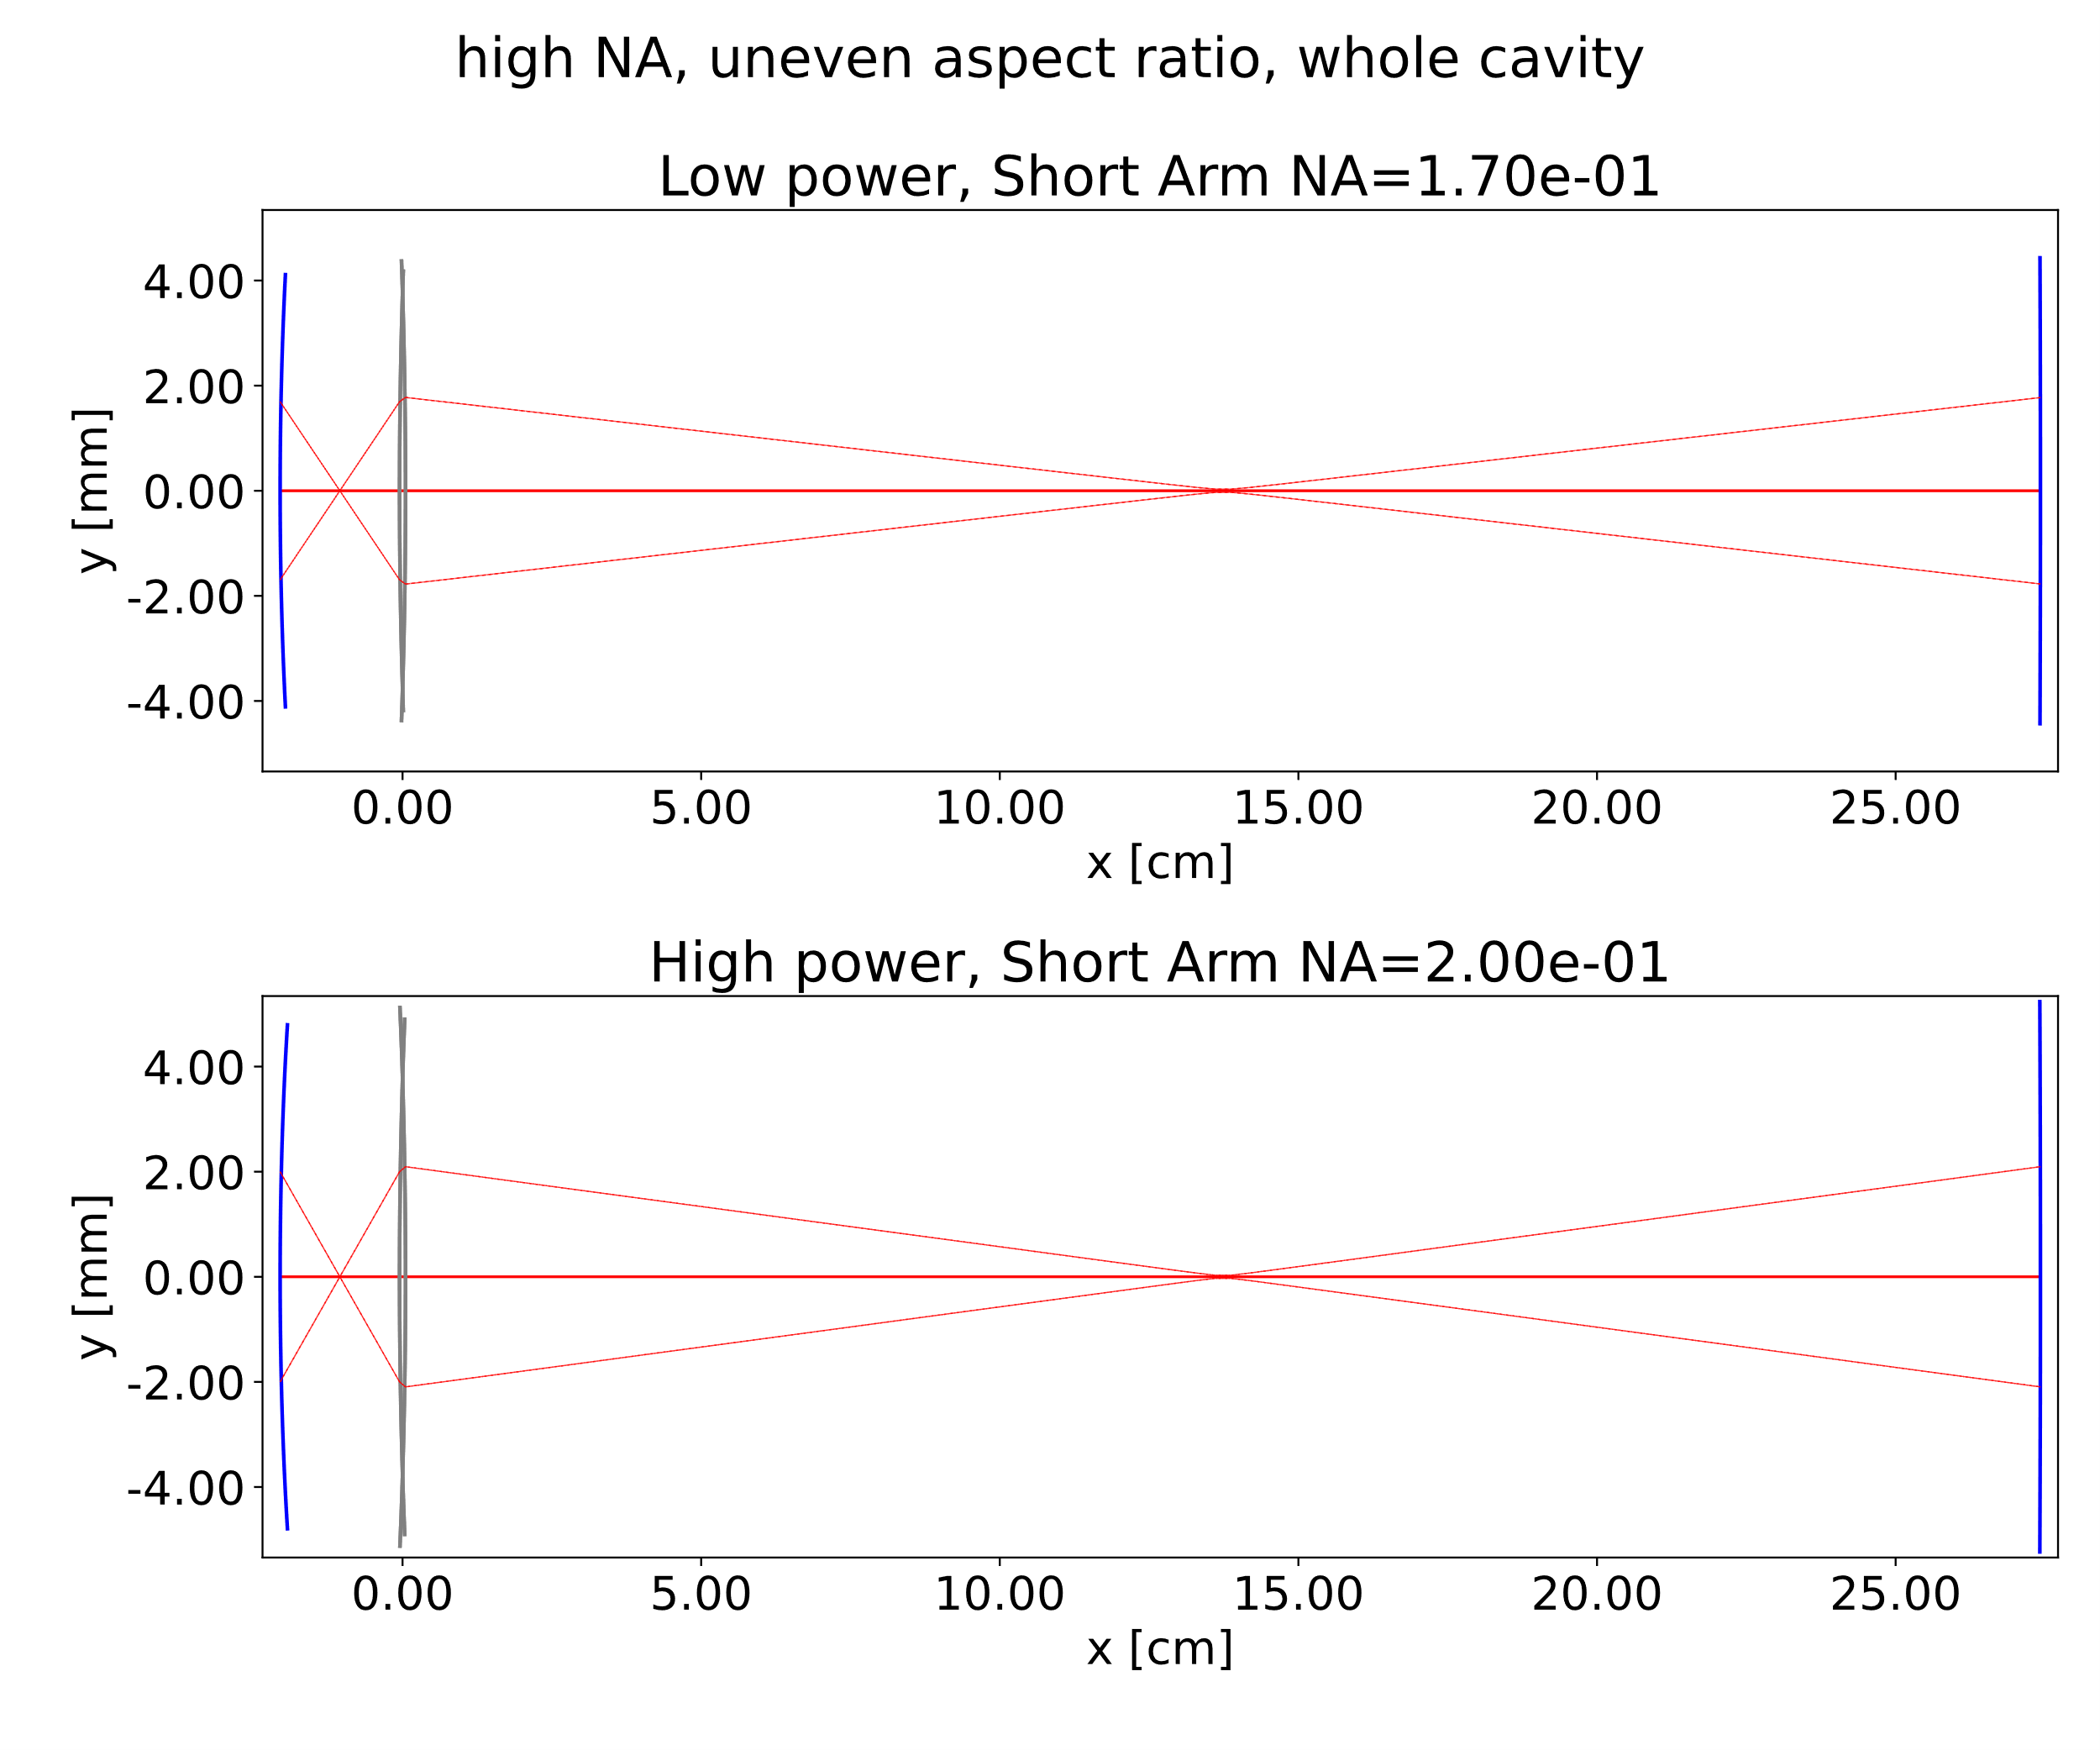 high NA, uneven aspect ratio, whole cavity
Low power, Short Arm NA=1.70e-01
4.00
2.00
0.00
-2.00
-4.00
y [mm]
0.00 5.00 10.00 15.00 20.00 25.00
x [cm]
High power, Short Arm NA=2.00e-01
4.00
2.00
0.00
-2.00
-4.00
y [mm]
0.00 5.00 10.00 15.00 20.00 25.00
x [cm]